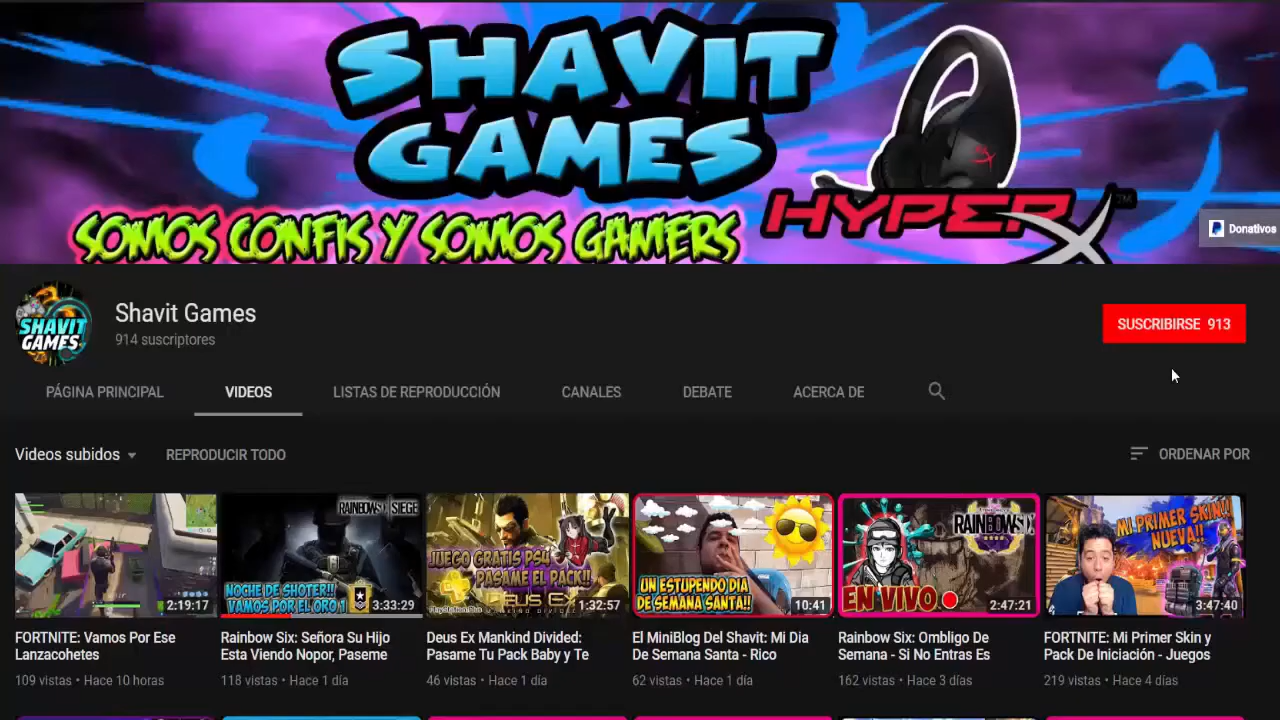 SHAVIT
GAMES
SOMOS CONFIS Y SOMOS GAMERS
HYPERX
TM
Donativos
SHAVIT
GAMES
Shavit Games
914 suscriptores
SUSCRIBIRSE 913
PÁGINA PRINCIPAL
VIDEOS
LISTAS DE REPRODUCCIÓN
CANALES
DEBATE
ACERCA DE
Videos subidos
REPRODUCIR TODO
ORDENAR POR
2:19:17
RAINBOW SIX SIEGE
NOCHE DE SHOTER!!
VAMOS POR EL ORO 1
3:33:29
JUEGO GRATIS PS4
PASAME EL PACK!!
DEUS EX
1:32:57
UN ESTUPENDO DIA
DE SEMANA SANTA!!
10:41
RAINBOW SIX
EN VIVO
2:47:21
MI PRIMER SKIN!!
NUEVA!!
3:47:40
FORTNITE: Vamos Por Ese
Lanzacohetes
109 vistas • Hace 10 horas
Rainbow Six: Señora Su Hijo
Esta Viendo Nopor, Paseme
118 vistas • Hace 1 día
Deus Ex Mankind Divided:
Pasame Tu Pack Baby y Te
46 vistas • Hace 1 día
El MiniBlog Del Shavit: Mi Dia
De Semana Santa - Rico
62 vistas • Hace 1 día
Rainbow Six: Ombligo De
Semana - Si No Entras Es
162 vistas • Hace 3 días
FORTNITE: Mi Primer Skin y
Pack De Iniciación - Juegos
219 vistas • Hace 4 días